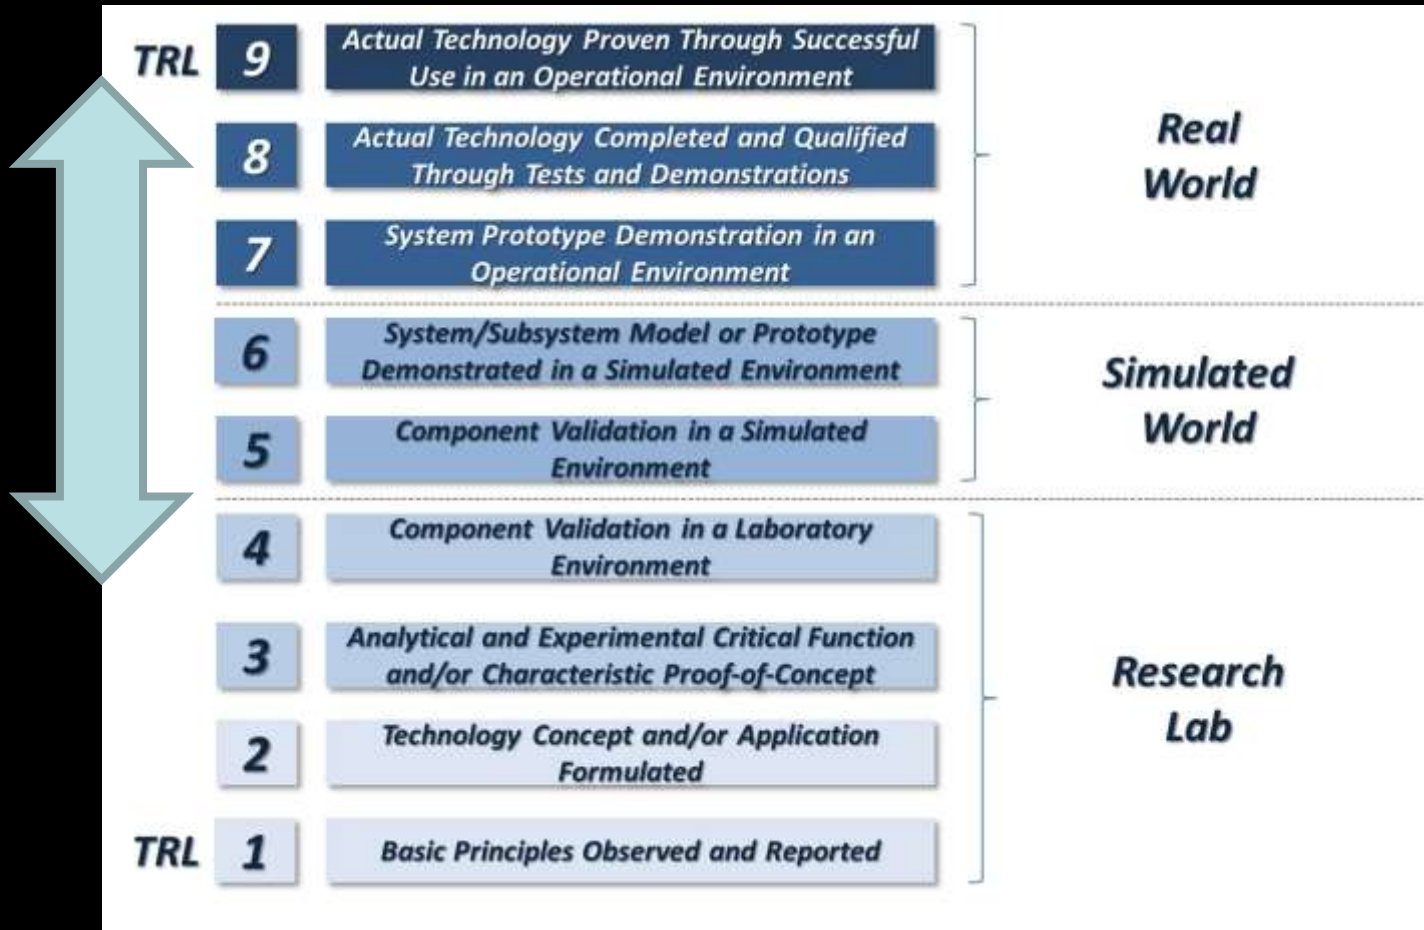 TRL 9 Actual Technology Proven Through Successful
Use in an Operational Environment
8 Actual Technology Completed and Qualified
Through Tests and Demonstrations
Real
World
7 System Prototype Demonstration in an
Operational Environment
6 System/Subsystem Model or Prototype
Demonstrated in a Simulated Environment
Simulated
World
5 Component Validation in a Simulated
Environment
4 Component Validation in a Laboratory
Environment
3 Analytical and Experimental Critical Function
and/or Characteristic Proof-of-Concept
Research
Lab
2 Technology Concept and/or Application
Formulated
TRL 1 Basic Principles Observed and Reported